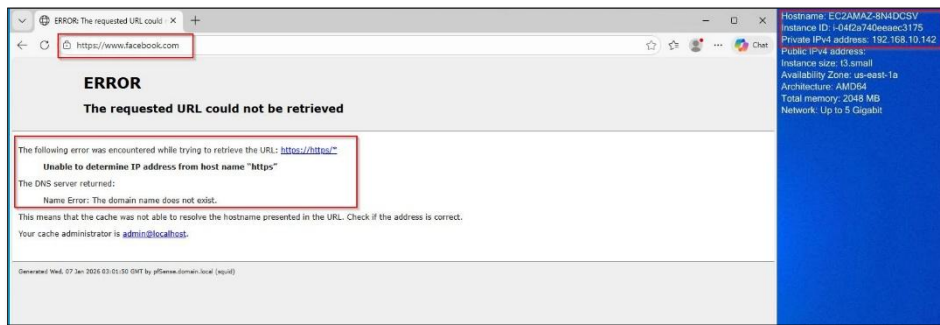 ERROR: The requested URL could
https://www.facebook.com
Chat
ERROR
The requested URL could not be retrieved
The following error was encountered while trying to retrieve the URL: https://https/*
Unable to determine IP address from host name "https"
The DNS server returned:
Name Error: The domain name does not exist.
This means that the cache was not able to resolve the hostname presented in the URL. Check if the address is correct.
Your cache administrator is admin@localhost.
Generated Wed, 07 Jan 2026 03:01:50 GMT by pfSense.domain.local (squid)
Hostname: EC2AMAZ-8N4DCSV
Instance ID: i-04f2a740eeaec3175
Private IPv4 address: 192.168.10.142
Public IPv4 address:
Instance size: t3.small
Availability Zone: us-east-1a
Architecture: AMD64
Total memory: 2048 MB
Network: Up to 5 Gigabit